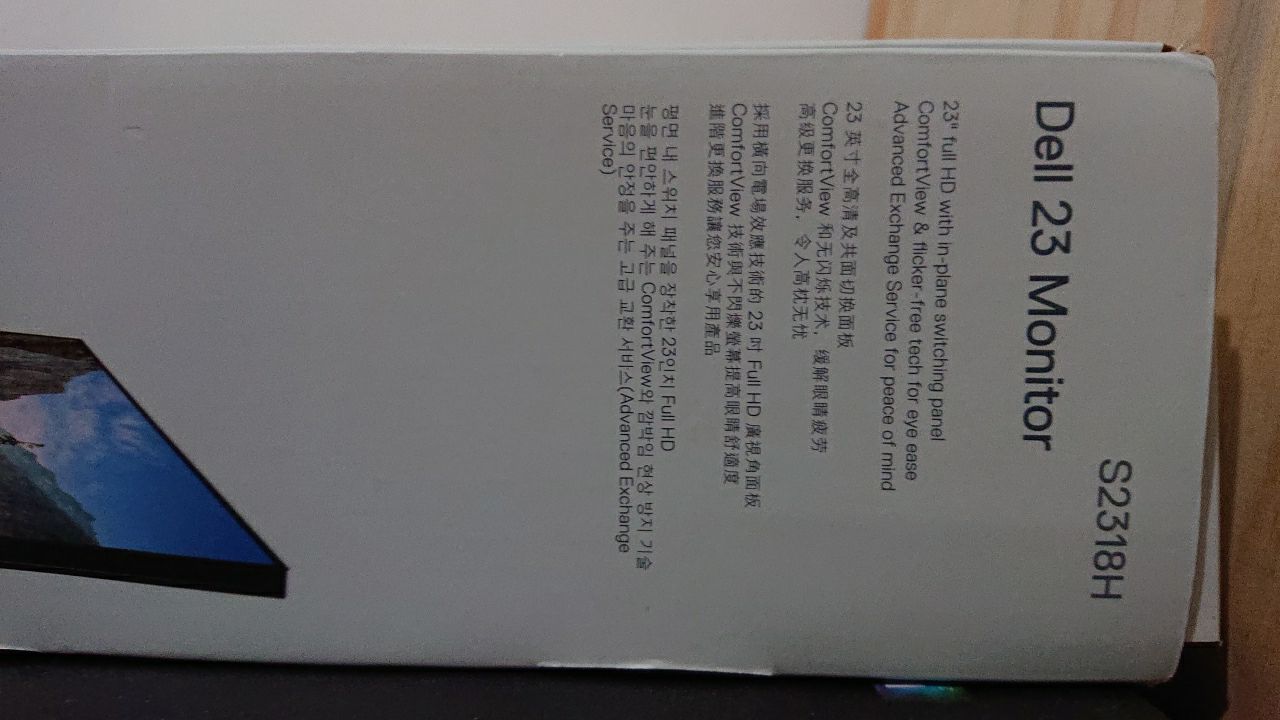 S2318H
Dell 23 Monitor
23" full HD with in-plane switching panel
ComfortView & flicker-free tech for eye ease
Advanced Exchange Service for peace of mind
23 英寸全高清及共面切换面板
ComfortView 和无闪烁技术，缓解眼睛疲劳
高级更换服务，令人高枕无忧
採用橫向電場效應技術的 23 吋 Full HD 廣視角面板
ComfortView 技術與不閃爍螢幕提高眼睛舒適度
進階更換服務讓您安心享用產品
평면 내 스위치 패널을 장착한 23인치 Full HD
눈을 편안하게 해 주는 ComfortView와 깜박임 현상 방지 기술
마음의 안정을 주는 고급 교환 서비스(Advanced Exchange
Service)